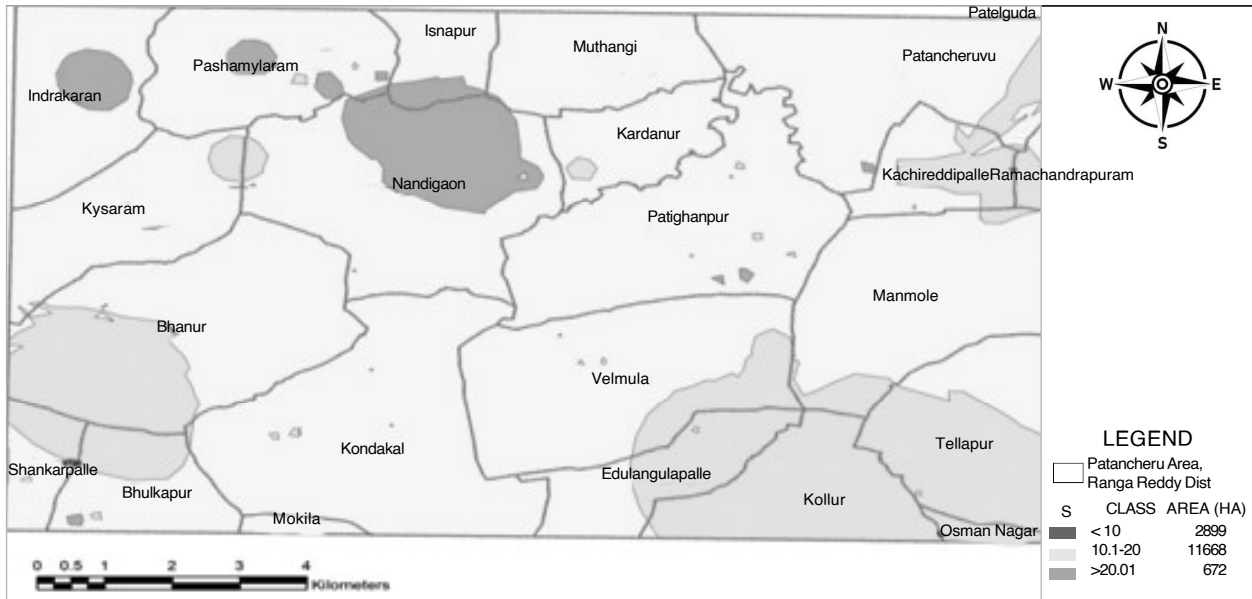 Patelguda
Isnapur
Muthangi
Patancheruvu
Pashamylaram
Indrakaran
Kardanur
KachireddipalleRamachandrapuram
Nandigaon
Kysaram
Patighanpur
Manmole
Bhanur
Velmula
Tellapur
Kondakal
Shankarpalle
Edulangulapalle
Bhulkapur
Kollur
Mokila
Osman Nagar
0 0.5 1 2 3 4
Kilometers
N
W E
S
LEGEND
Patancheru Area,
Ranga Reddy Dist
S CLASS AREA (HA)
< 10 2899
10.1-20 11668
>20.01 672